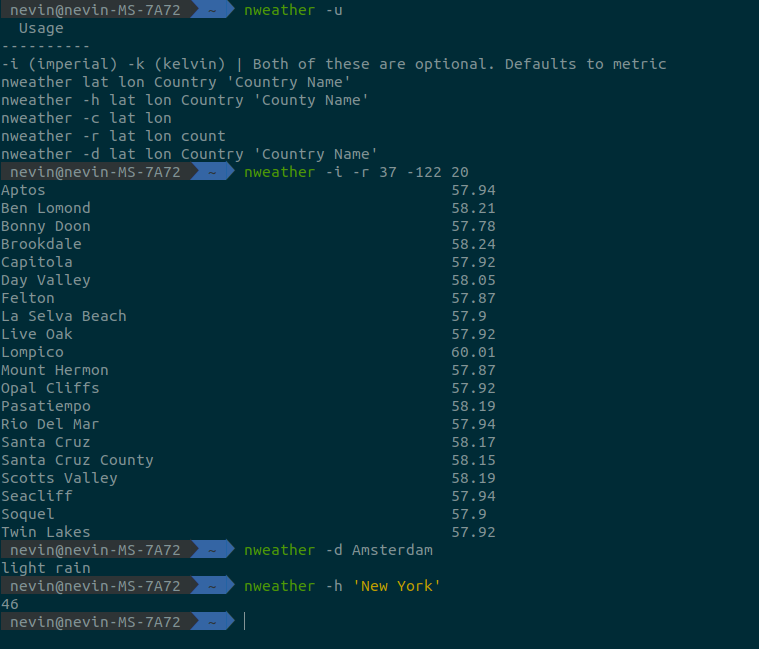 nevin@nevin-MS-7A72 ~ nweather -u
Usage
----------
-i (imperial) -k (kelvin) | Both of these are optional. Defaults to metric
nweather lat lon Country 'Country Name'
nweather -h lat lon Country 'County Name'
nweather -c lat lon
nweather -r lat lon count
nweather -d lat lon Country 'Country Name'
nevin@nevin-MS-7A72 ~ nweather -i -r 37 -122 20
Aptos 57.94
Ben Lomond 58.21
Bonny Doon 57.78
Brookdale 58.24
Capitola 57.92
Day Valley 58.05
Felton 57.87
La Selva Beach 57.9
Live Oak 57.92
Lompico 60.01
Mount Hermon 57.87
Opal Cliffs 57.92
Pasatiempo 58.19
Rio Del Mar 57.94
Santa Cruz 58.17
Santa Cruz County 58.15
Scotts Valley 58.19
Seacliff 57.94
Soquel 57.9
Twin Lakes 57.92
nevin@nevin-MS-7A72 ~ nweather -d Amsterdam
light rain
nevin@nevin-MS-7A72 ~ nweather -h 'New York'
46
nevin@nevin-MS-7A72 ~